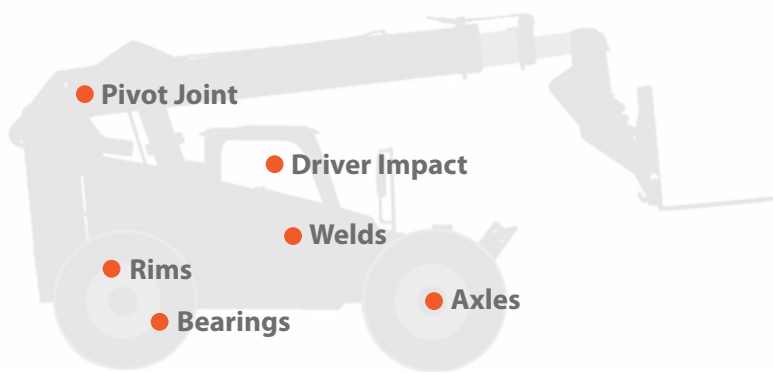 Pivot Joint
Driver Impact
Welds
Rims
Axles
Bearings